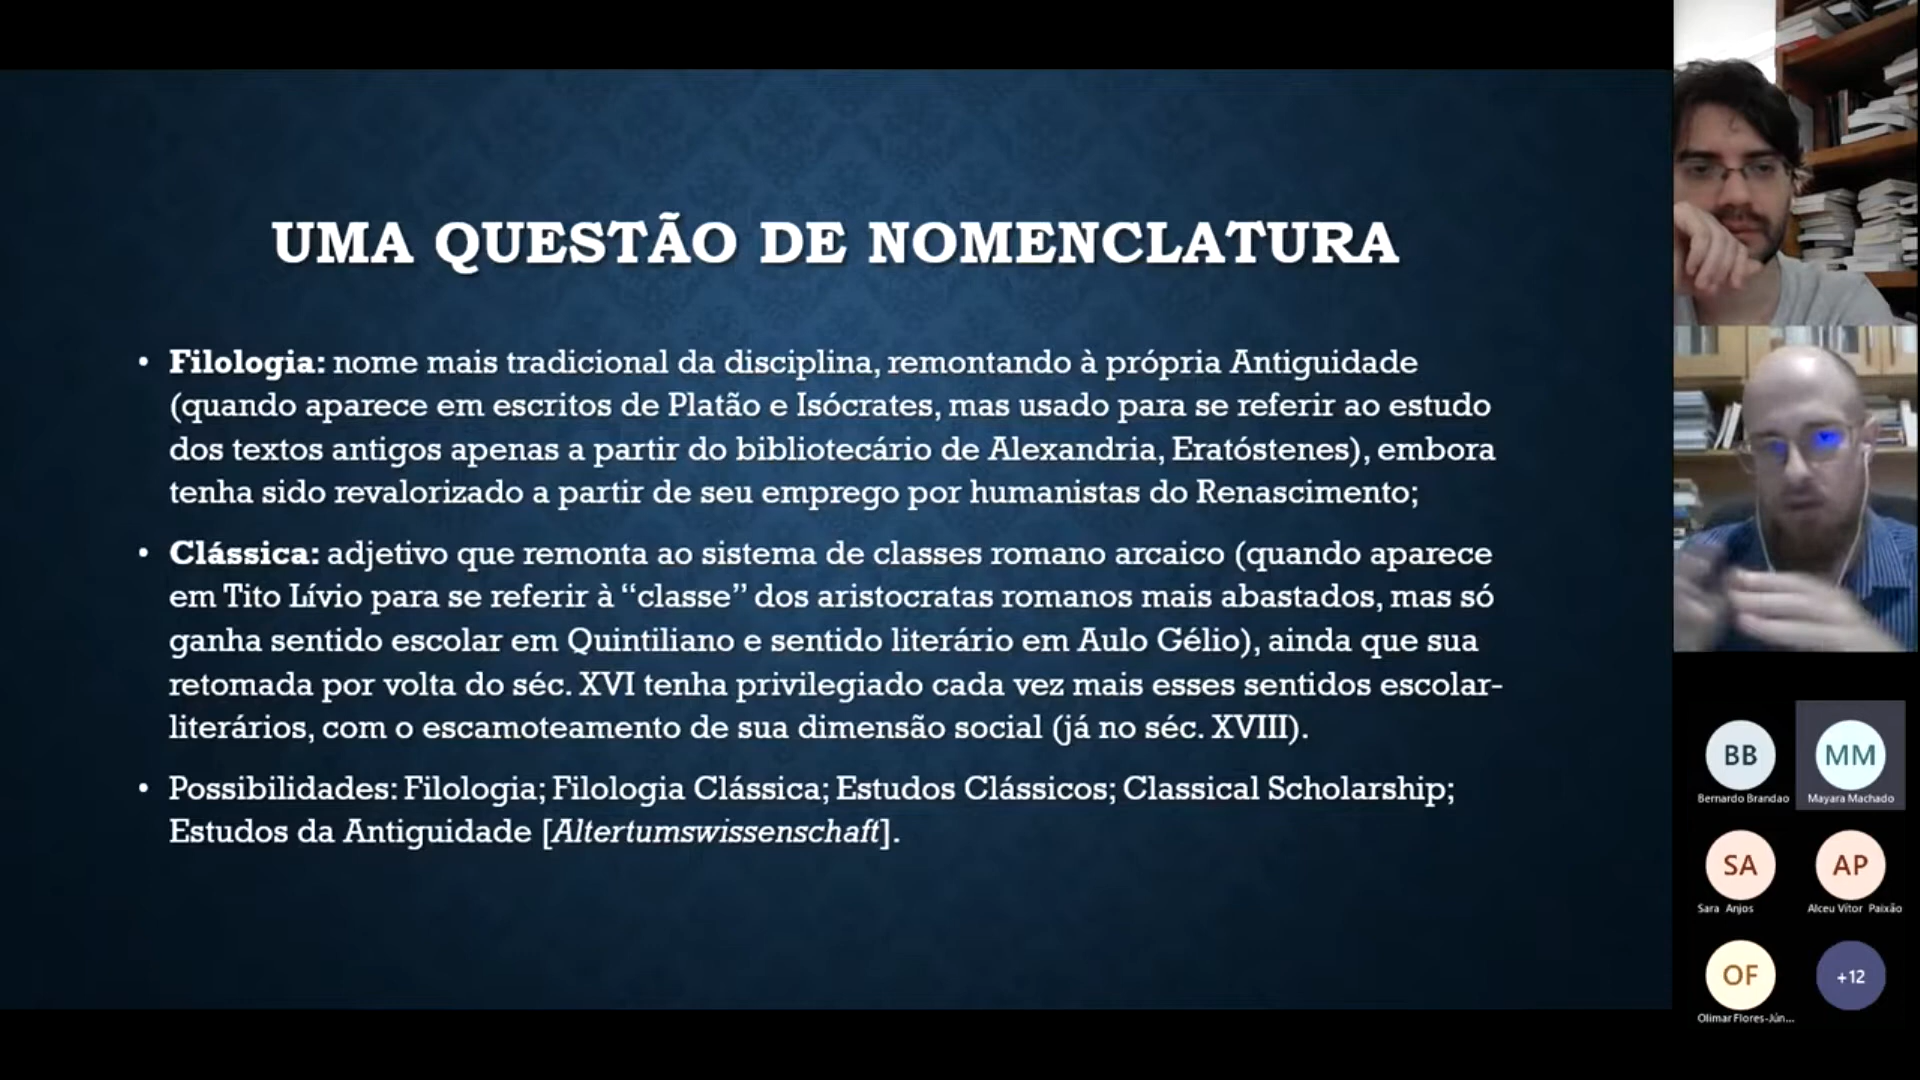 UMA QUESTÃO DE NOMENCLATURA
• Filologia: nome mais tradicional da disciplina, remontando à própria Antiguidade
(quando aparece em escritos de Platão e Isócrates, mas usado para se referir ao estudo
dos textos antigos apenas a partir do bibliotecário de Alexandria, Eratóstenes), embora
tenha sido revalorizado a partir de seu emprego por humanistas do Renascimento;
• Clássica: adjetivo que remonta ao sistema de classes romano arcaico (quando aparece
em Tito Lívio para se referir à “classe” dos aristocratas romanos mais abastados, mas só
ganha sentido escolar em Quintiliano e sentido literário em Aulo Gélio), ainda que sua
retomada por volta do séc. XVI tenha privilegiado cada vez mais esses sentidos escolar-
literários, com o escamoteamento de sua dimensão social (já no séc. XVIII).
• Possibilidades: Filologia; Filologia Clássica; Estudos Clássicos; Classical Scholarship;
Estudos da Antiguidade [Altertumswissenschaft].
BB
MM
Bernardo Brandao
Mayara Machado
SA
AP
Sara Anjos
Alceu Vítor Paixão
OF
+12
Olimar Flores-Jún...